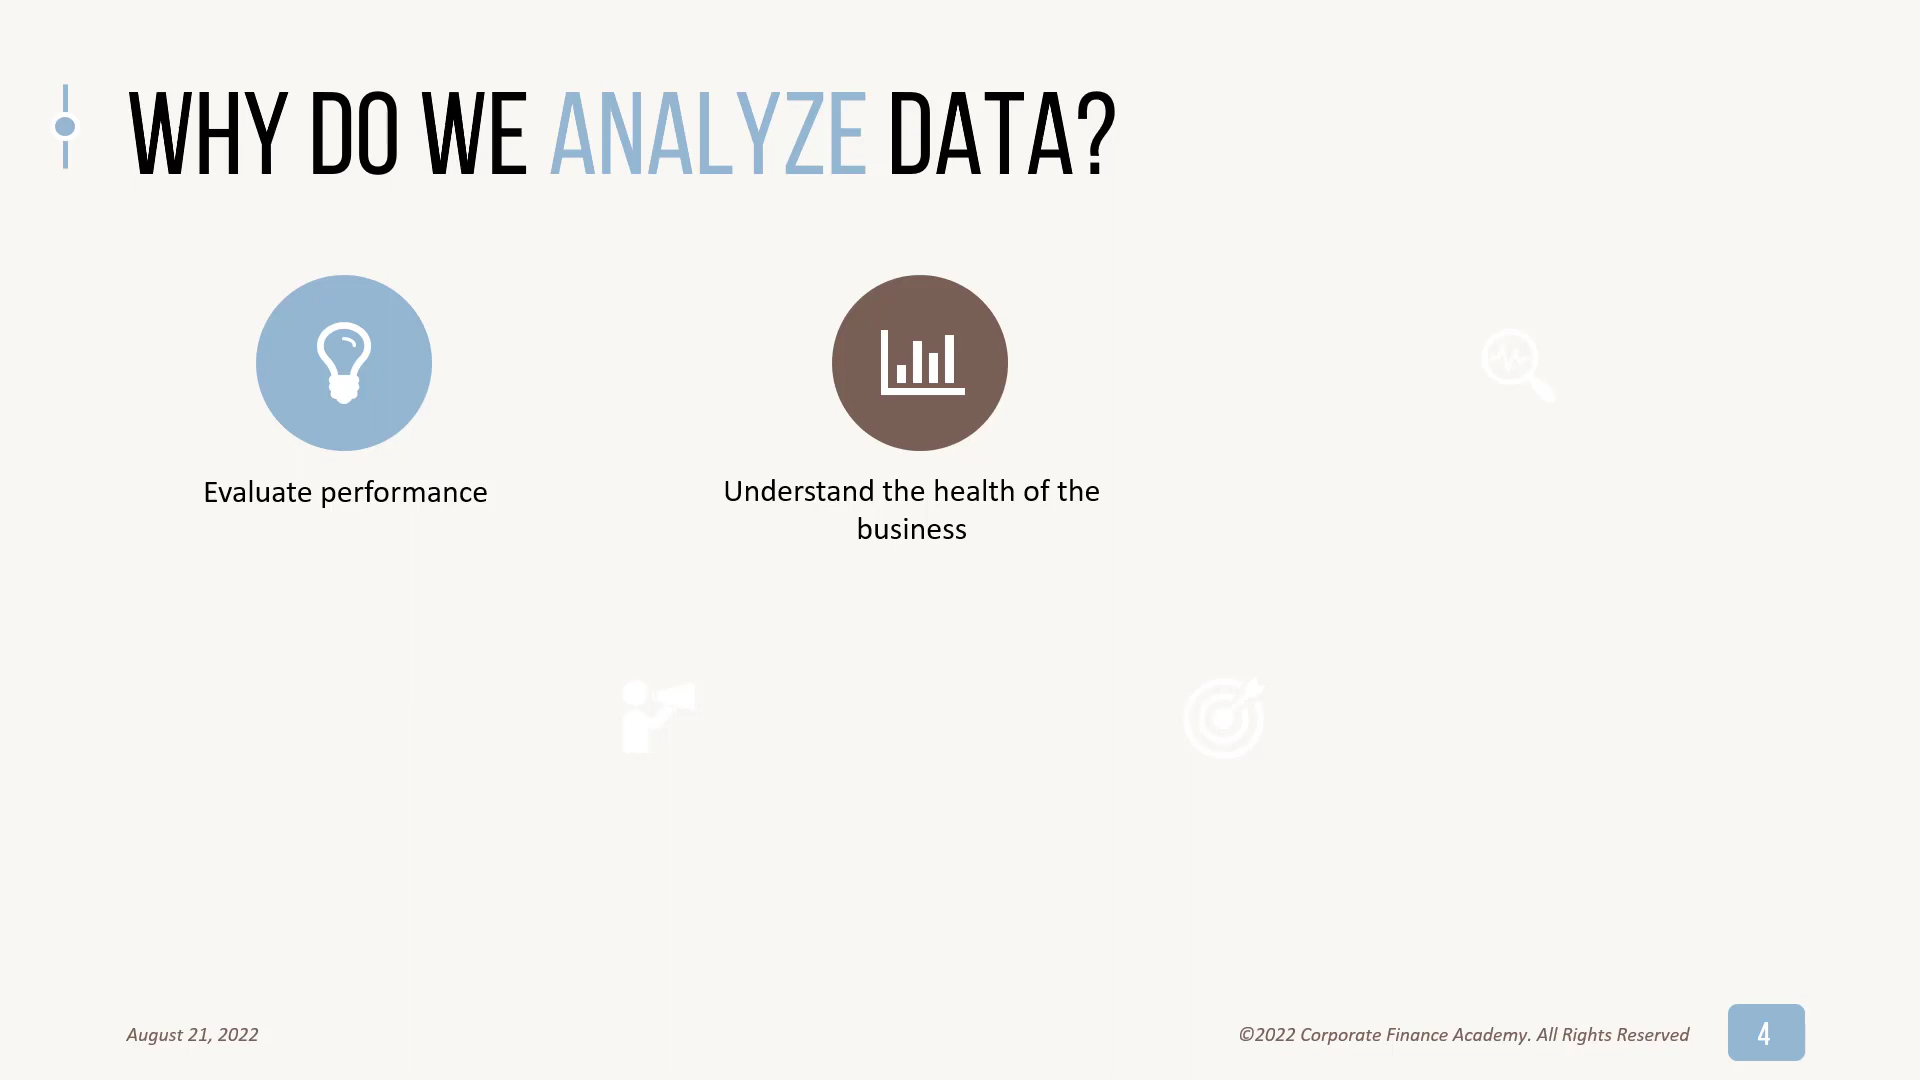 WHY DO WE ANALYZE DATA?
Evaluate performance
Understand the health of the
business
August 21, 2022
©2022 Corporate Finance Academy. All Rights Reserved
4